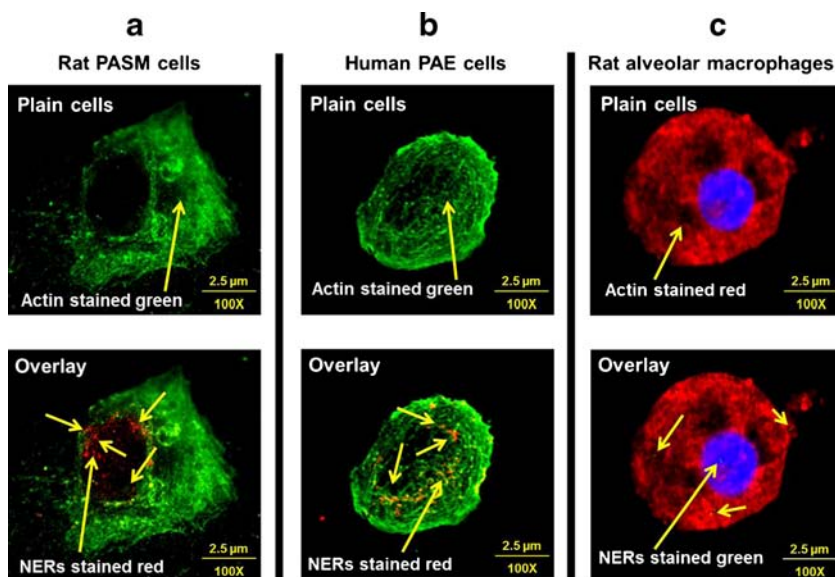 a
Rat PASM cells
Plain cells
Actin stained green
2.5 µm
100X
Overlay
NERs stained red
2.5 µm
100X
b
Human PAE cells
Plain cells
Actin stained green
2.5 µm
100X
Overlay
NERs stained red
2.5 µm
100X
c
Rat alveolar macrophages
Plain cells
Actin stained red
2.5 µm
100X
Overlay
NERs stained green
2.5 µm
100X